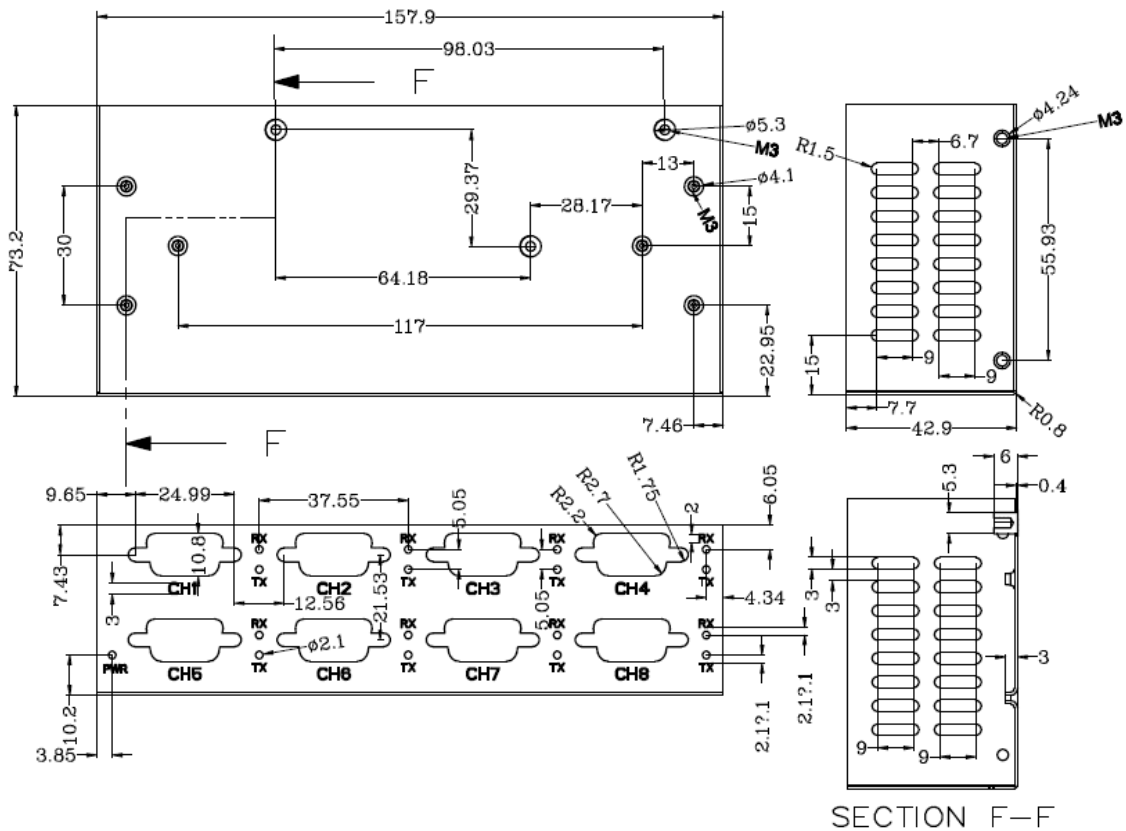 157.9
98.03
F
ø5.3
M3
13
ø4.1
M3
28.17
29.37
15
30
73.2
64.18
117
22.95
7.46
F
ø4.24
M3
R1.5
6.7
55.93
15
9
9
7.7
42.9
R0.8
9.65
24.99
37.55
5.05
R2.2
R2.7
R1.75
2
6.05
7.43
10.8
RX
RX
RX
RX
TX
TX
TX
TX
CH1
CH2
CH3
CH4
3
12.56
21.53
5.05
4.34
RX
RX
RX
RX
ø2.1
TX
TX
TX
TX
PWR
CH5
CH6
CH7
CH8
10.2
3.85
2.1?.1
2.1?.1
6
5.3
0.4
3
3
3
9
9
SECTION F-F